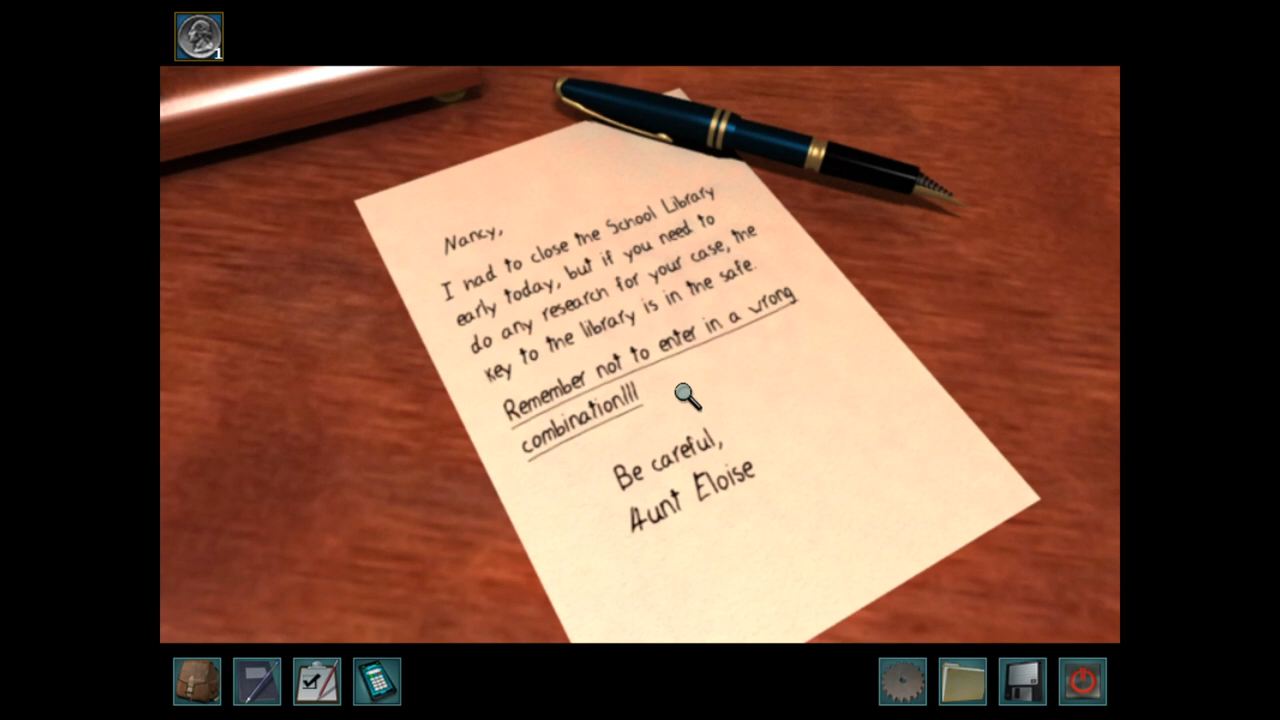 1
Nancy,
I had to close the School Library
early today, but if you need to
do any research for your case, the
key to the library is in the safe.
Remember not to enter in a wrong
combination!!!
Be careful,
Aunt Eloise